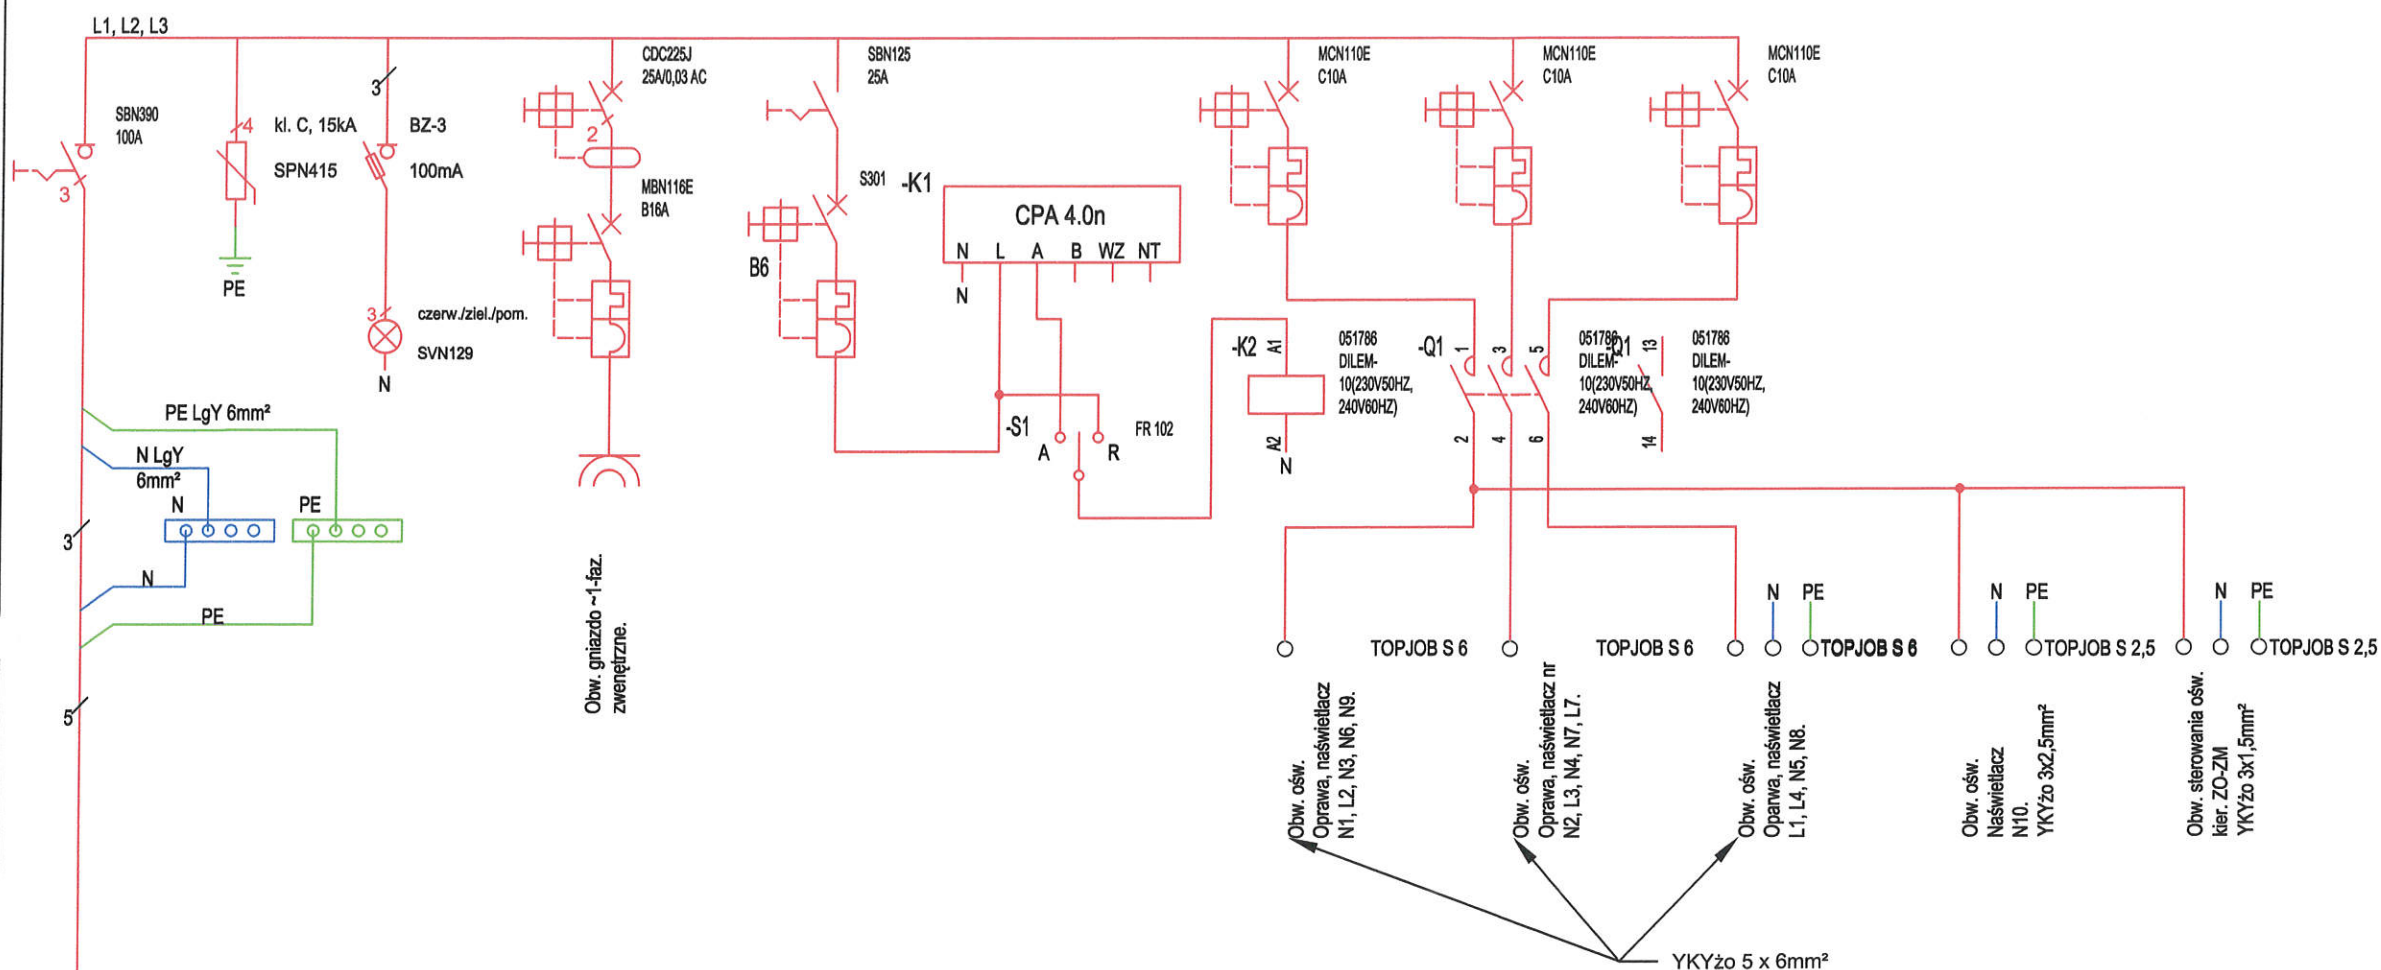 L1, L2, L3
SBN390
100A
3
4
kl. C, 15kA
SPN415
PE
3
BZ-3
100mA
3
czerw./ziel./pom.
SVN129
N
CDC225J
25A/0,03 AC
2
MBN116E
B16A
SBN125
25A
S301
B6
-K1
CPA 4.0n
N L A B WZ NT
N
MCN110E
C10A
MCN110E
C10A
MCN110E
C10A
-S1
A
R
FR 102
-K2
A1
A2
N
051786
DILEM-
10(230V50HZ,
240V60HZ)
-Q1
1
3
5
2
4
6
051786
DILEM-
10(230V50HZ,
240V60HZ)
-Q1
13
14
051786
DILEM-
10(230V50HZ,
240V60HZ)
PE LgY 6mm²
N LgY
6mm²
N
PE
3
N
PE
5
Obw. gniazdo ~1-faz.
zwenętrzne.
N PE
N PE
N PE
TOPJOB S 6
TOPJOB S 6
TOPJOB S 6
TOPJOB S 2,5
TOPJOB S 2,5
Obw. ośw.
Oprawa, naświetlacz
N1, L2, N3, N6, N9.
Obw. ośw.
Oprawa, naświetlacz nr
N2, L3, N4, N7, L7.
Obw. ośw.
Oparwa, naświetlacz
L1, L4, N5, N8.
Obw. ośw.
Naświetlacz
N10.
YKYżo 3x2,5mm²
Obw. sterowania ośw.
kier. ZO-ZM
YKYżo 3x1,5mm²
YKYżo 5 x 6mm²